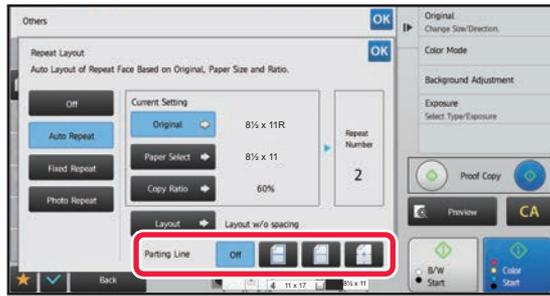 Others
OK
Repeat Layout
OK
Auto Layout of Repeat Face Based on Original, Paper Size and Ratio.
Off
Auto Repeat
Fixed Repeat
Photo Repeat
Current Setting
Original
8½ x 11R
Paper Select
8½ x 11
Copy Ratio
60%
Repeat
Number
2
Layout
Layout w/o spacing
Parting Line
Off
Back
4
11 x 17
8½ x 11
Original
Change Size/Direction.
Color Mode
Background Adjustment
Exposure
Select Type/Exposure
Proof Copy
Preview
CA
B/W
Start
Color
Start